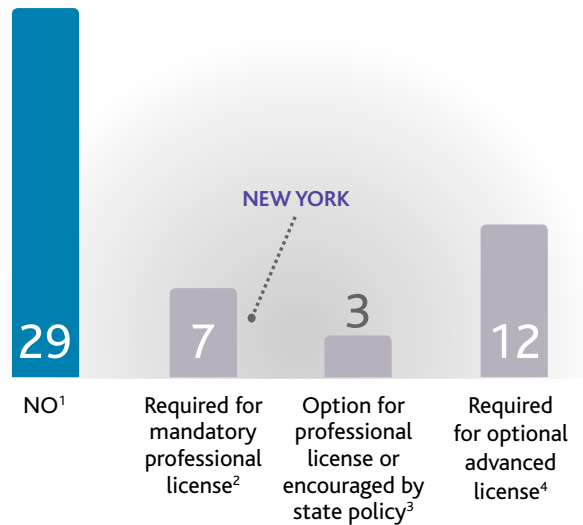 NEW YORK
29
7
3
12
NO¹
Required for
mandatory
professional
license²
Option for
professional
license or
encouraged by
state policy³
Required
for optional
advanced
license⁴